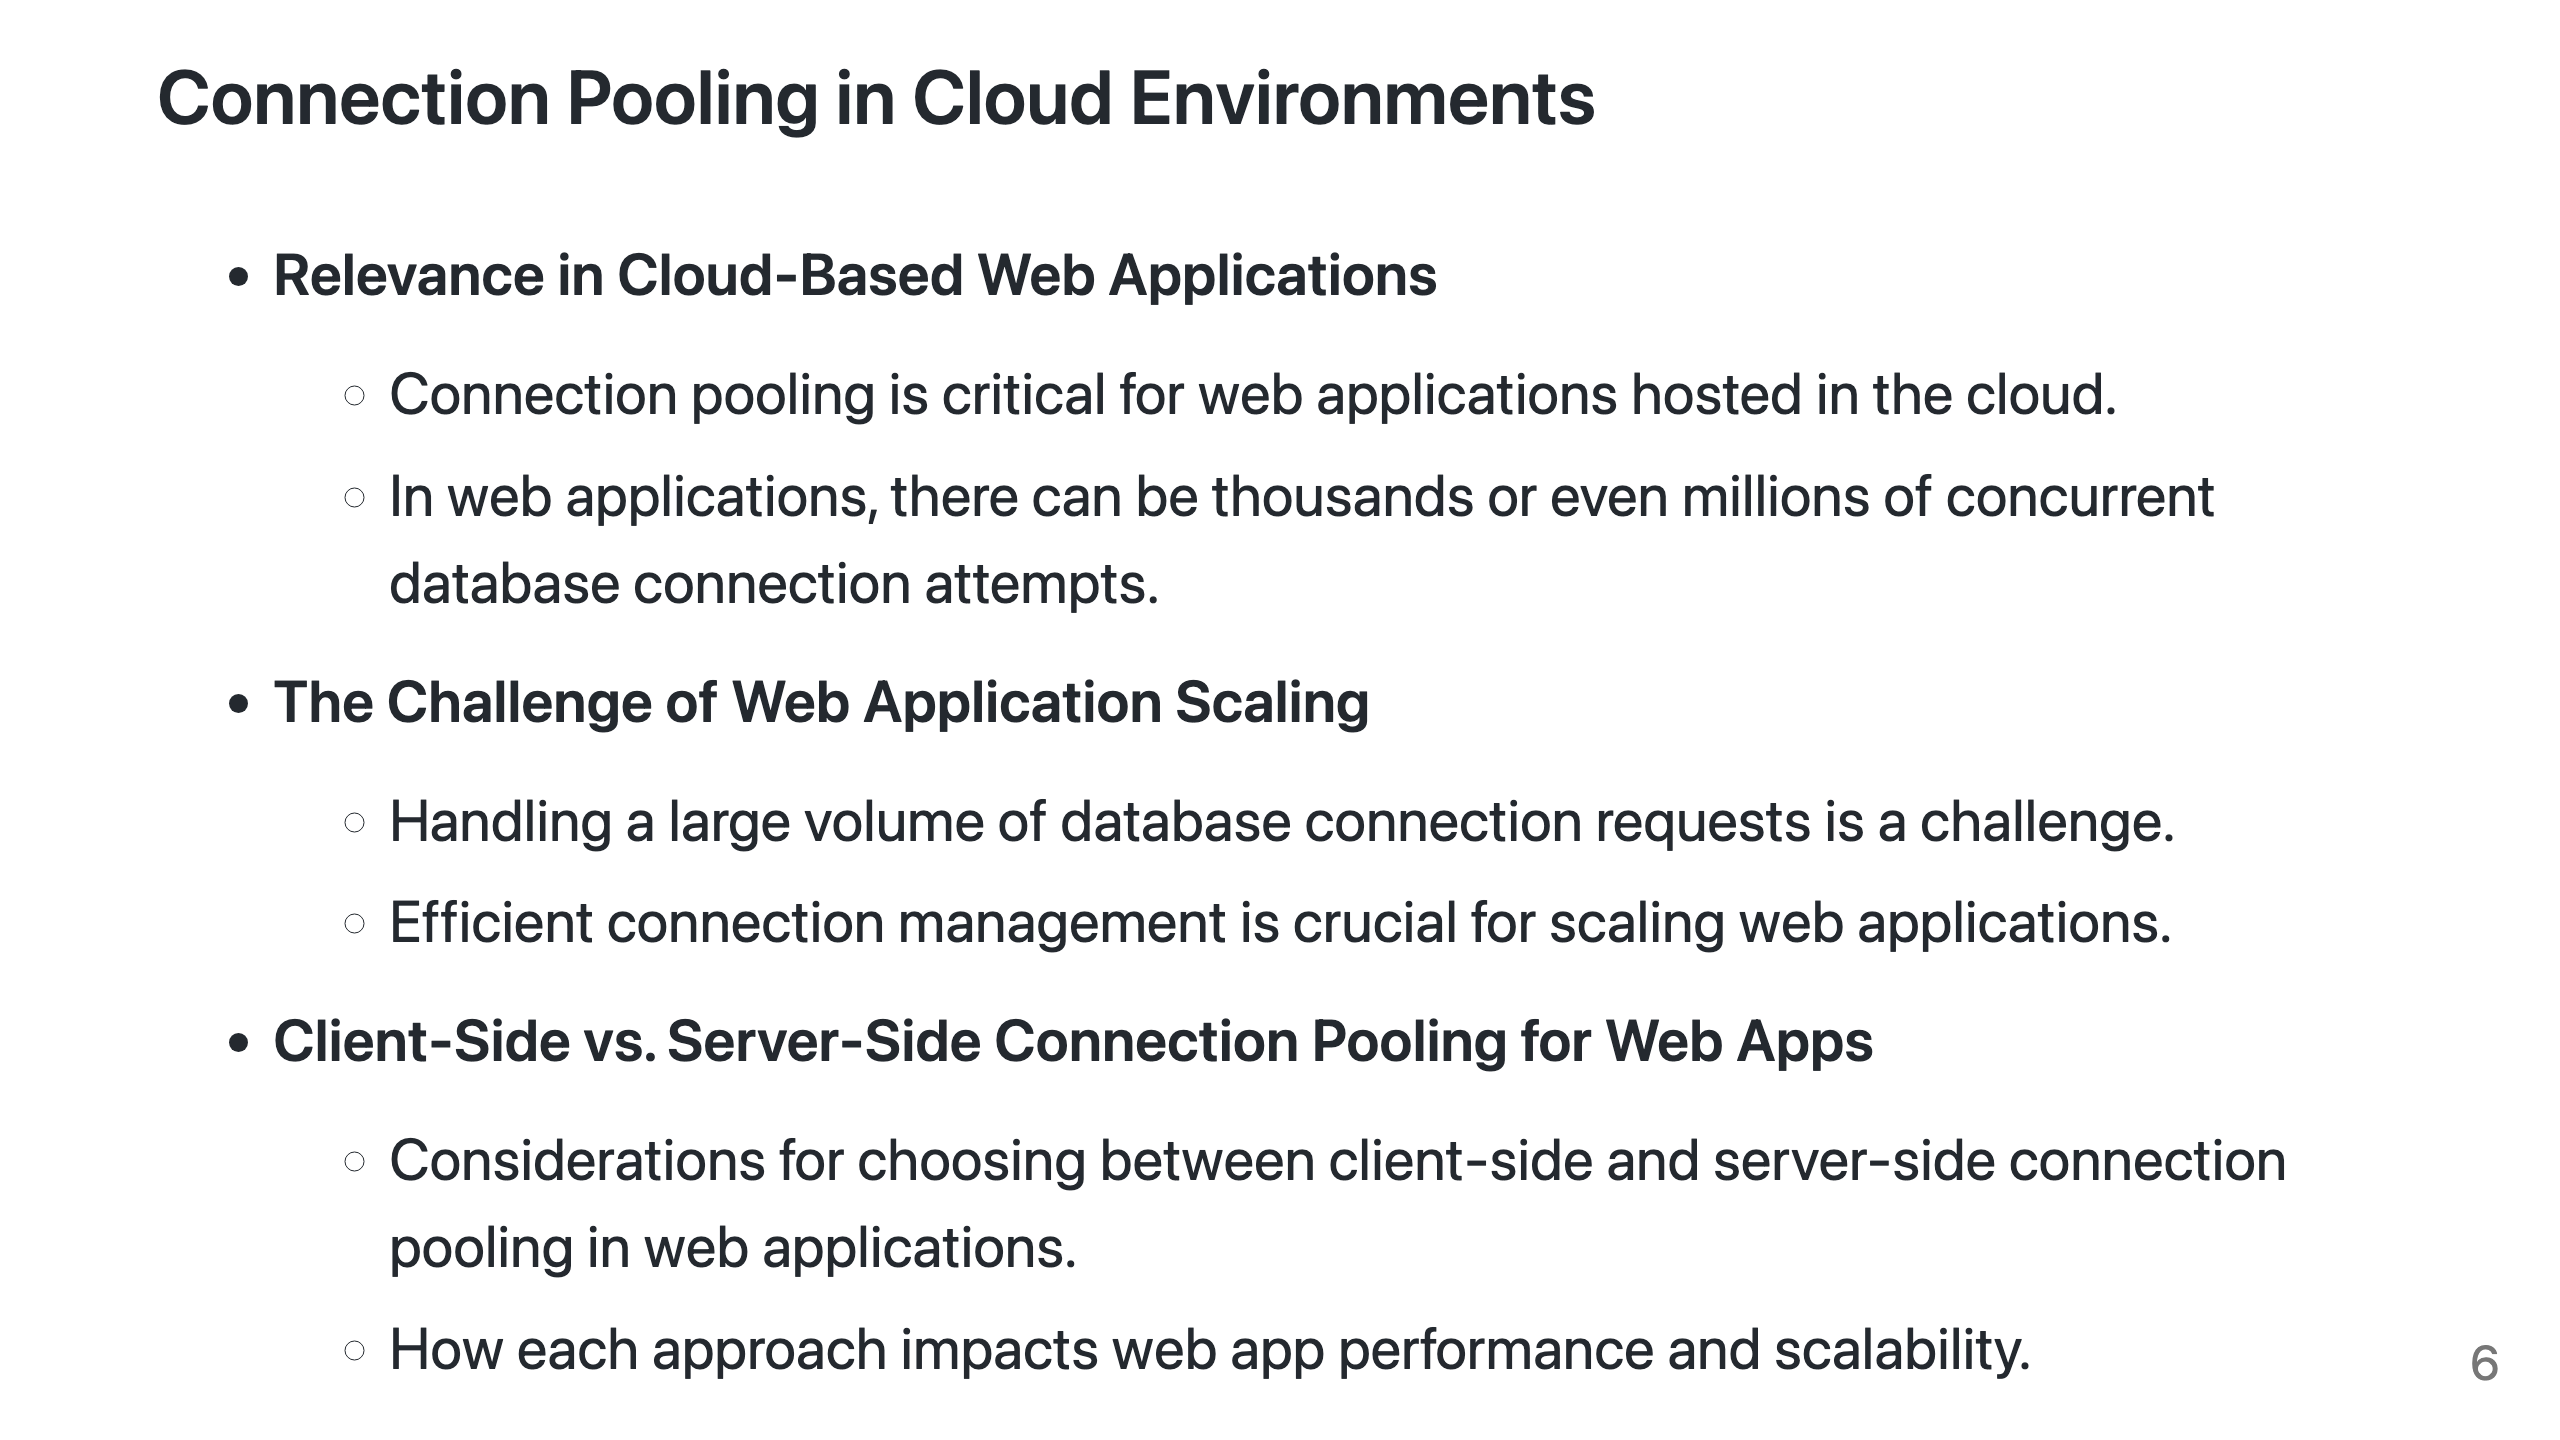 Connection Pooling in Cloud Environments
• Relevance in Cloud-Based Web Applications
○ Connection pooling is critical for web applications hosted in the cloud.
○ In web applications, there can be thousands or even millions of concurrent
database connection attempts.
• The Challenge of Web Application Scaling
○ Handling a large volume of database connection requests is a challenge.
○ Efficient connection management is crucial for scaling web applications.
• Client-Side vs. Server-Side Connection Pooling for Web Apps
○ Considerations for choosing between client-side and server-side connection
pooling in web applications.
○ How each approach impacts web app performance and scalability.
6